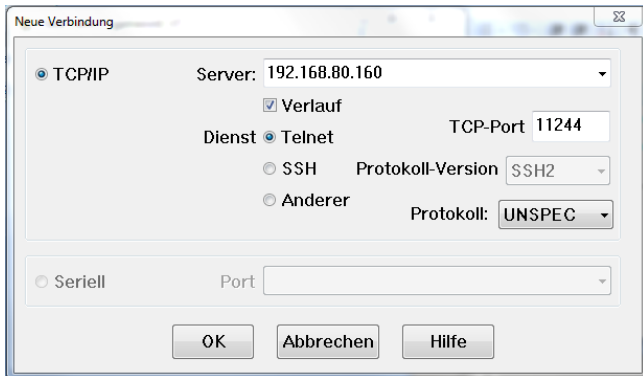 Neue Verbindung
TCP/IP Server: 192.168.80.160
Verlauf
Dienst Telnet TCP-Port 11244
SSH Protokoll-Version SSH2
Anderer Protokoll: UNSPEC
Seriell Port
OK Abbrechen Hilfe